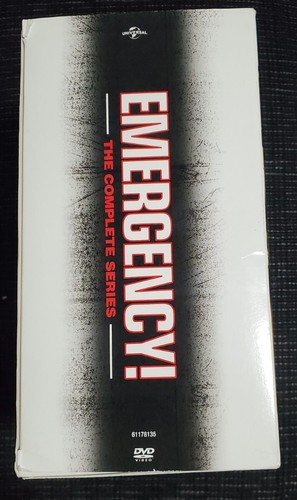 UNIVERSAL
EMERGENCY!
THE COMPLETE SERIES
61178135
DVD
VIDEO